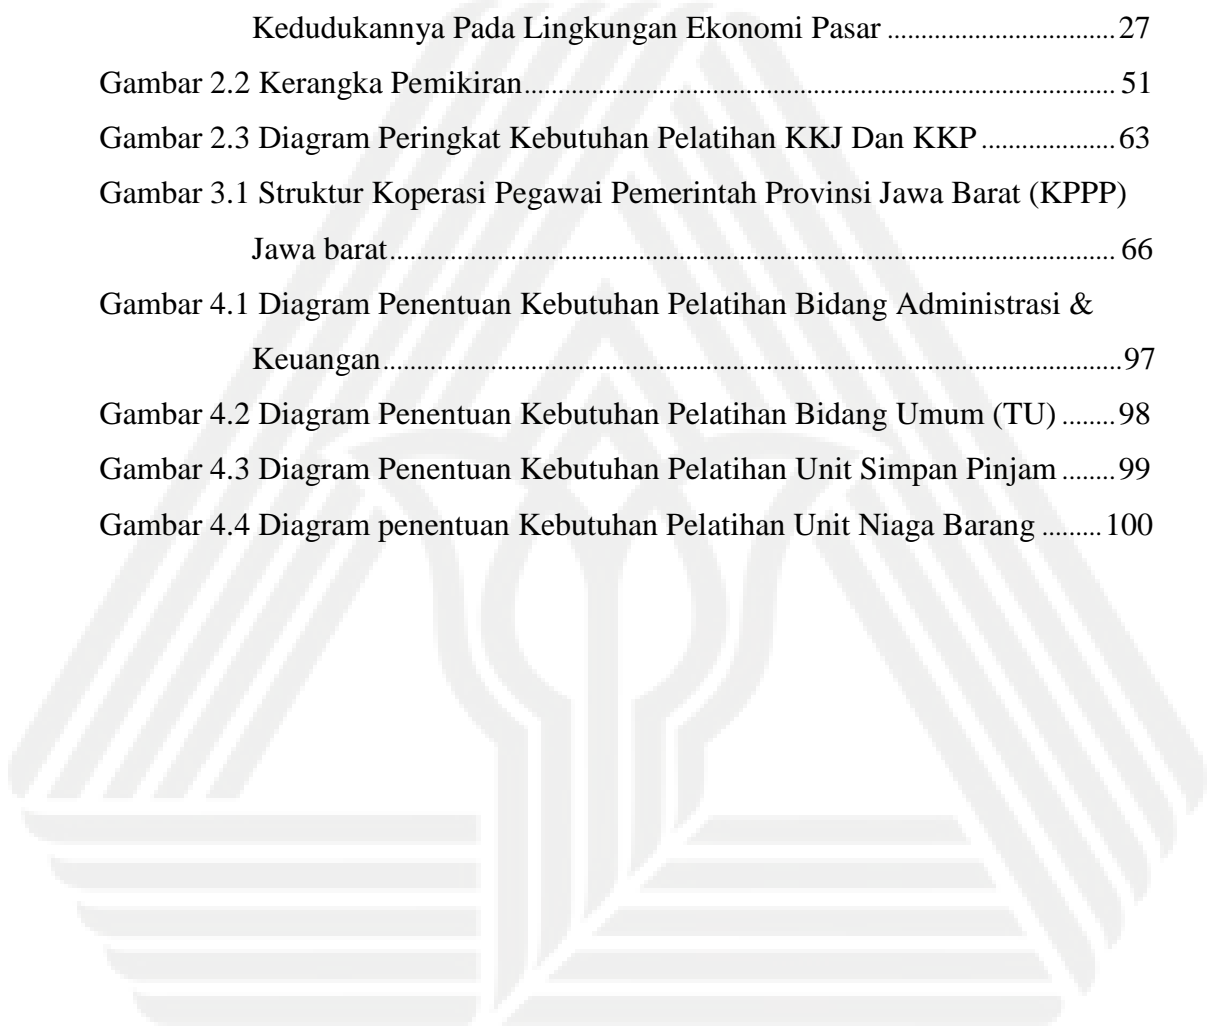 Kedudukannya Pada Lingkungan Ekonomi Pasar ................................ 27
Gambar 2.2 Kerangka Pemikiran.................................................................................... 51
Gambar 2.3 Diagram Peringkat Kebutuhan Pelatihan KKJ Dan KKP ................... 63
Gambar 3.1 Struktur Koperasi Pegawai Pemerintah Provinsi Jawa Barat (KPPP)
Jawa barat....................................................................................................... 66
Gambar 4.1 Diagram Penentuan Kebutuhan Pelatihan Bidang Administrasi &
Keuangan........................................................................................................ 97
Gambar 4.2 Diagram Penentuan Kebutuhan Pelatihan Bidang Umum (TU) ........ 98
Gambar 4.3 Diagram Penentuan Kebutuhan Pelatihan Unit Simpan Pinjam ........ 99
Gambar 4.4 Diagram penentuan Kebutuhan Pelatihan Unit Niaga Barang ......... 100